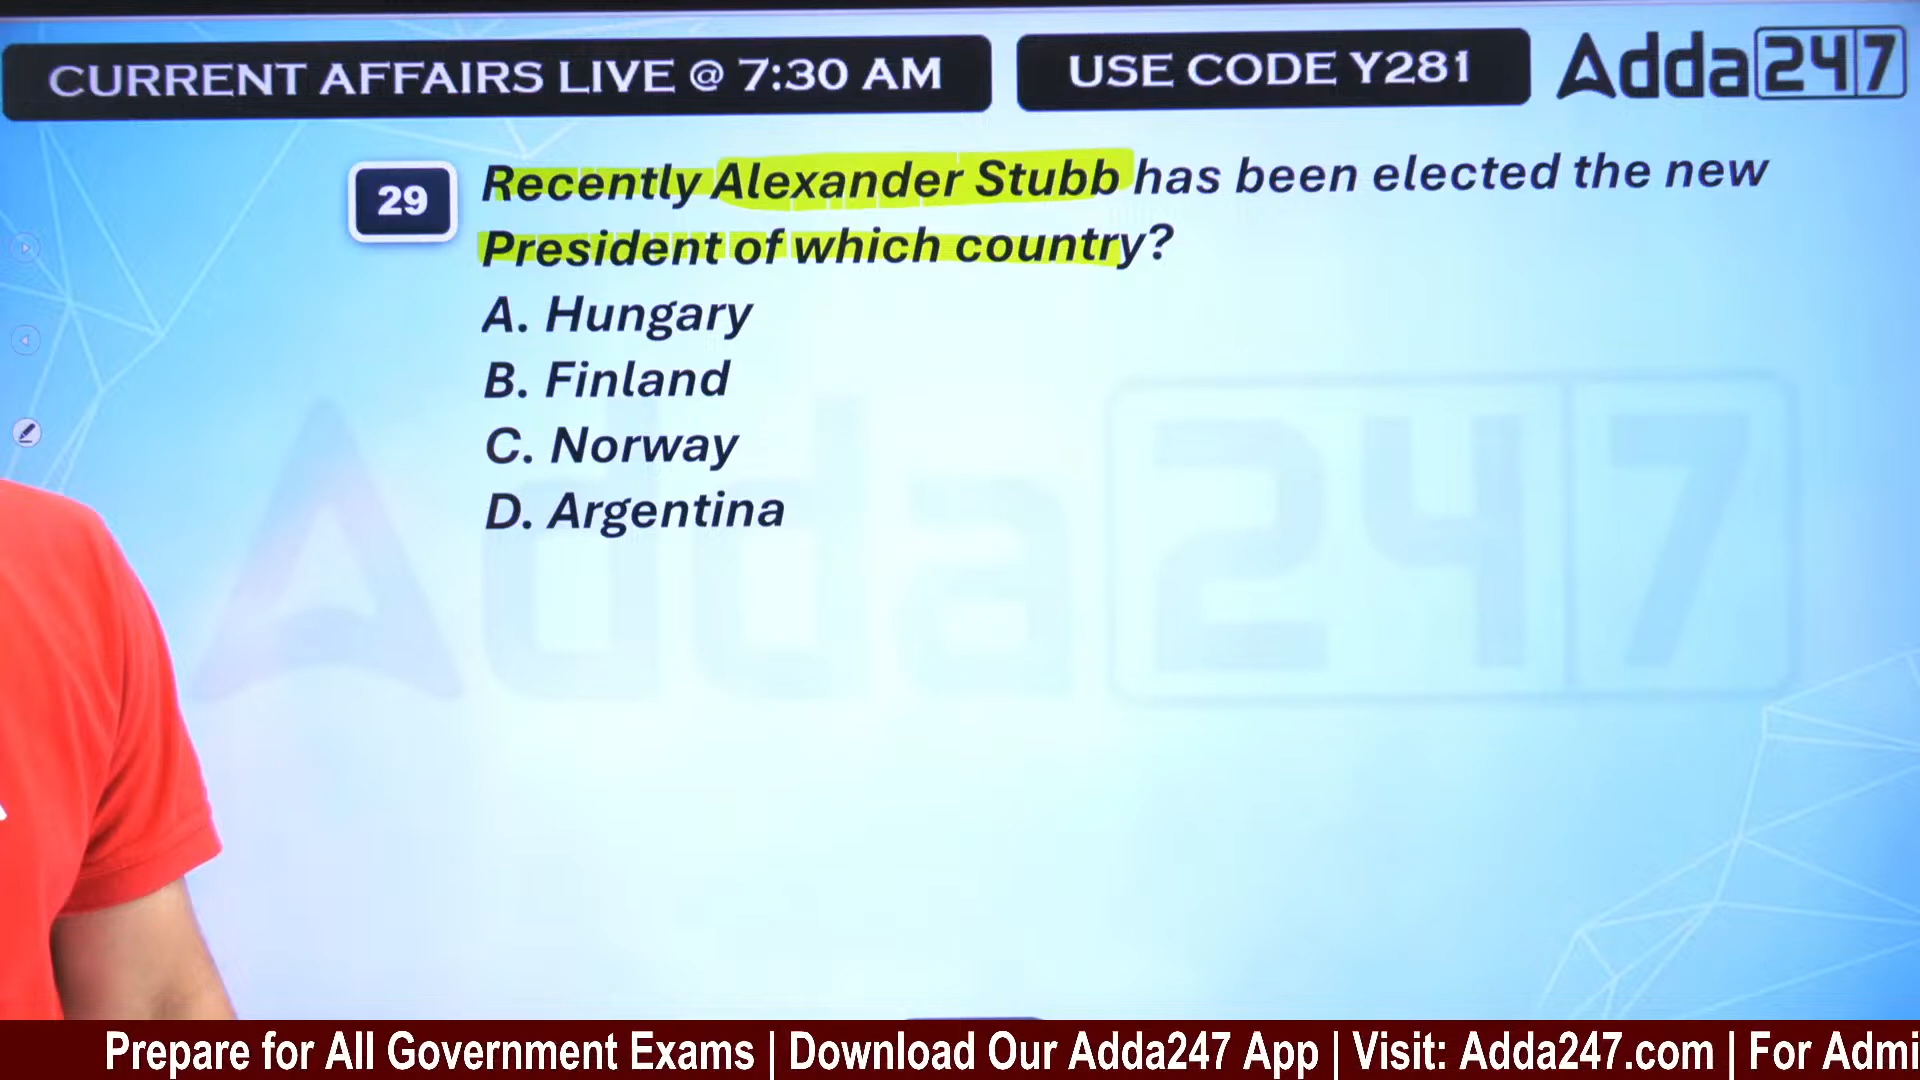 CURRENT AFFAIRS LIVE @ 7:30 AM
USE CODE Y281
Adda247
29
Recently Alexander Stubb has been elected the new
President of which country?
A. Hungary
B. Finland
C. Norway
D. Argentina
Adda247
Prepare for All Government Exams | Download Our Adda247 App | Visit: Adda247.com | For Admi